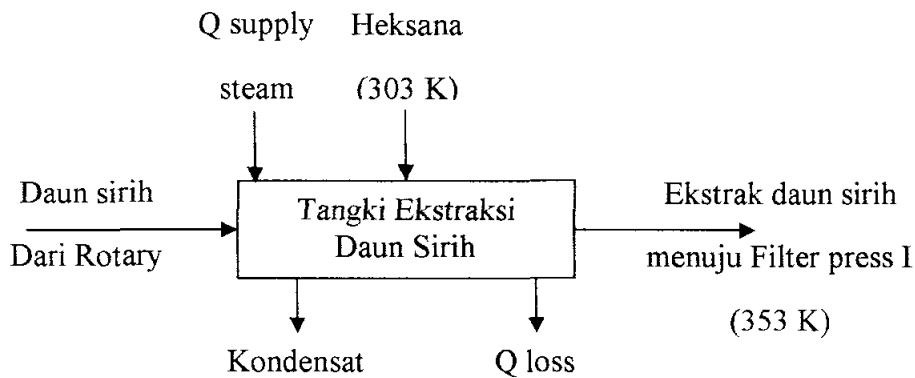 Q supply Heksana
steam (303 K)
Daun sirih
Dari Rotary
Tangki Ekstraksi
Daun Sirih
Ekstrak daun sirih
menuju Filter press I
(353 K)
Kondensat Q loss